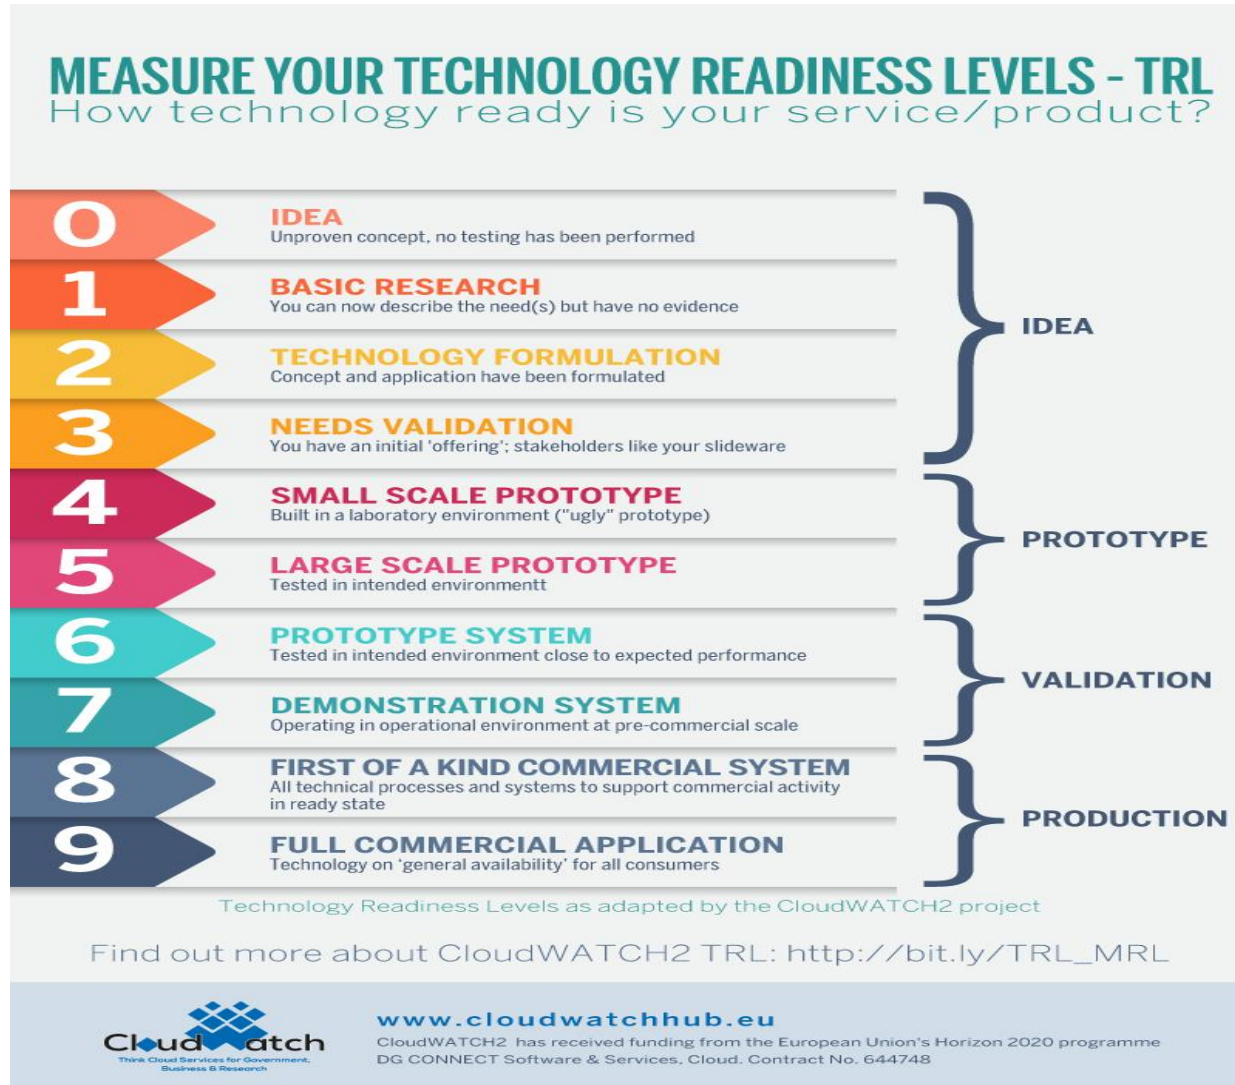 MEASURE YOUR TECHNOLOGY READINESS LEVELS - TRL
How technology ready is your service/product?
0
IDEA
Unproven concept, no testing has been performed
1
BASIC RESEARCH
You can now describe the need(s) but have no evidence
2
TECHNOLOGY FORMULATION
Concept and application have been formulated
3
NEEDS VALIDATION
You have an initial 'offering'; stakeholders like your slideware
IDEA
4
SMALL SCALE PROTOTYPE
Built in a laboratory environment ("ugly" prototype)
5
LARGE SCALE PROTOTYPE
Tested in intended environmentt
PROTOTYPE
6
PROTOTYPE SYSTEM
Tested in intended environment close to expected performance
7
DEMONSTRATION SYSTEM
Operating in operational environment at pre-commercial scale
VALIDATION
8
FIRST OF A KIND COMMERCIAL SYSTEM
All technical processes and systems to support commercial activity
in ready state
9
FULL COMMERCIAL APPLICATION
Technology on 'general availability' for all consumers
PRODUCTION
Technology Readiness Levels as adapted by the CloudWATCH2 project
Find out more about CloudWATCH2 TRL: http://bit.ly/TRL_MRL
CloudWatch
Think Cloud Services for Government,
Business & Research
www.cloudwatchhub.eu
CloudWATCH2 has received funding from the European Union's Horizon 2020 programme
DG CONNECT Software & Services, Cloud. Contract No. 644748